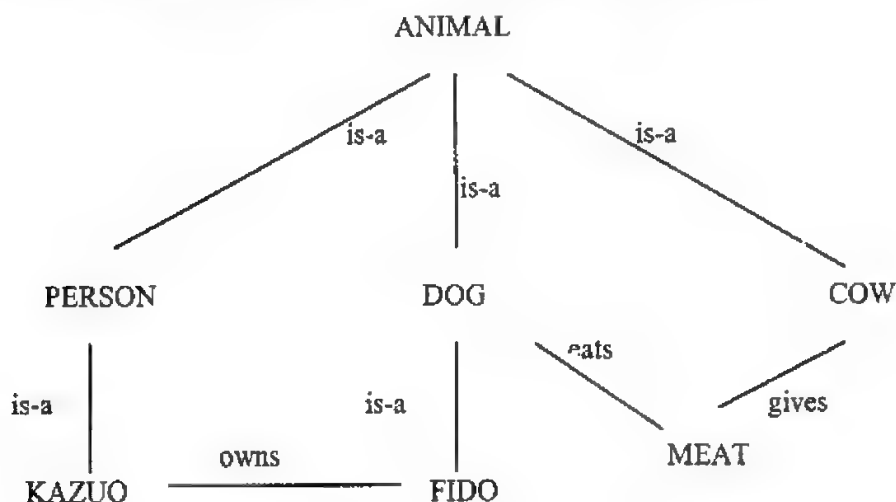 ANIMAL
is-a
is-a
is-a
PERSON
DOG
COW
eats
is-a
is-a
gives
owns
MEAT
KAZUO
FIDO